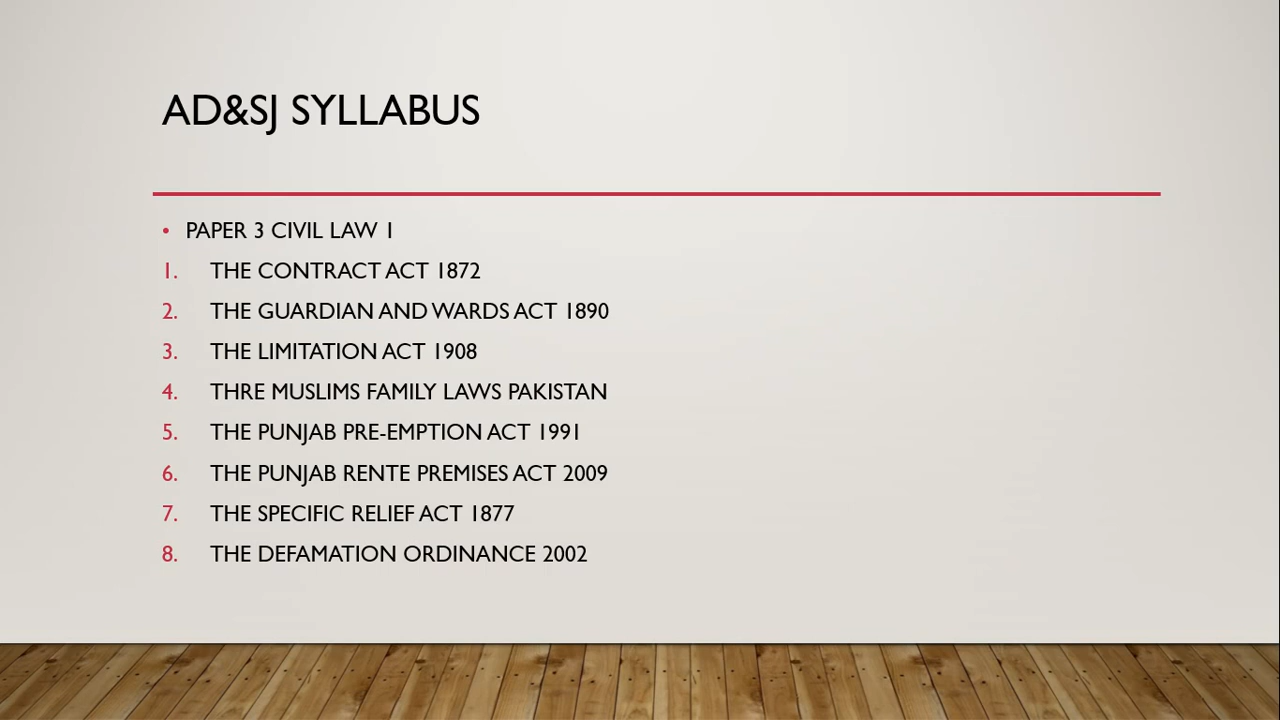 AD&SJ SYLLABUS
• PAPER 3 CIVIL LAW 1
1. THE CONTRACT ACT 1872
2. THE GUARDIAN AND WARDS ACT 1890
3. THE LIMITATION ACT 1908
4. THRE MUSLIMS FAMILY LAWS PAKISTAN
5. THE PUNJAB PRE-EMPTION ACT 1991
6. THE PUNJAB RENTE PREMISES ACT 2009
7. THE SPECIFIC RELIEF ACT 1877
8. THE DEFAMATION ORDINANCE 2002